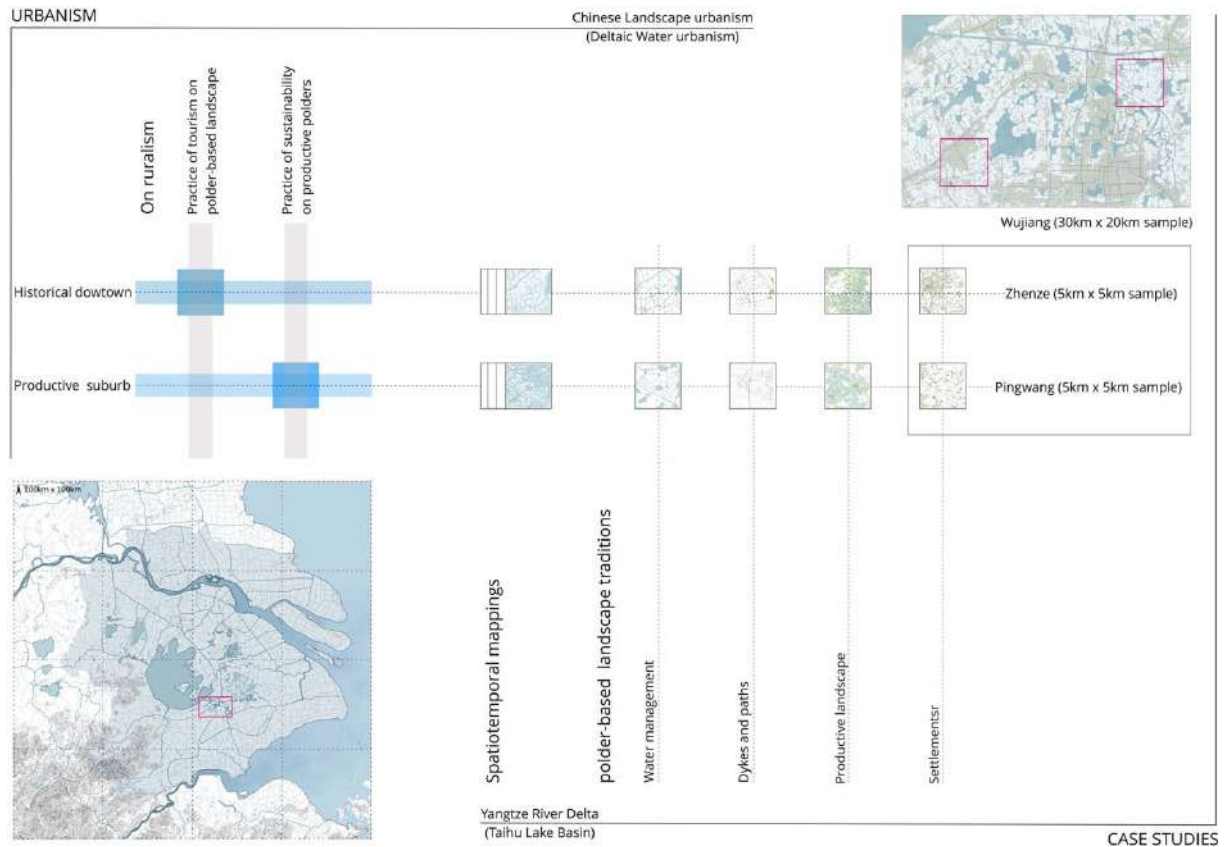 URBANISM
Chinese Landscape urbanism
(Deltaic Water urbanism)
On ruralism
Practice of tourism on
polder-based landscape
Practice of sustainability
on productive polders
Wujiang (30km x 20km sample)
Historical dowtown
Zhenze (5km x 5km sample)
Productive suburb
Pingwang (5km x 5km sample)
100km x 100km
Spatiotemporal mappings
polder-based landscape traditions
Water management
Dykes and paths
Productive landscape
Settlementsr
Yangtze River Delta
(Taihu Lake Basin)
CASE STUDIES